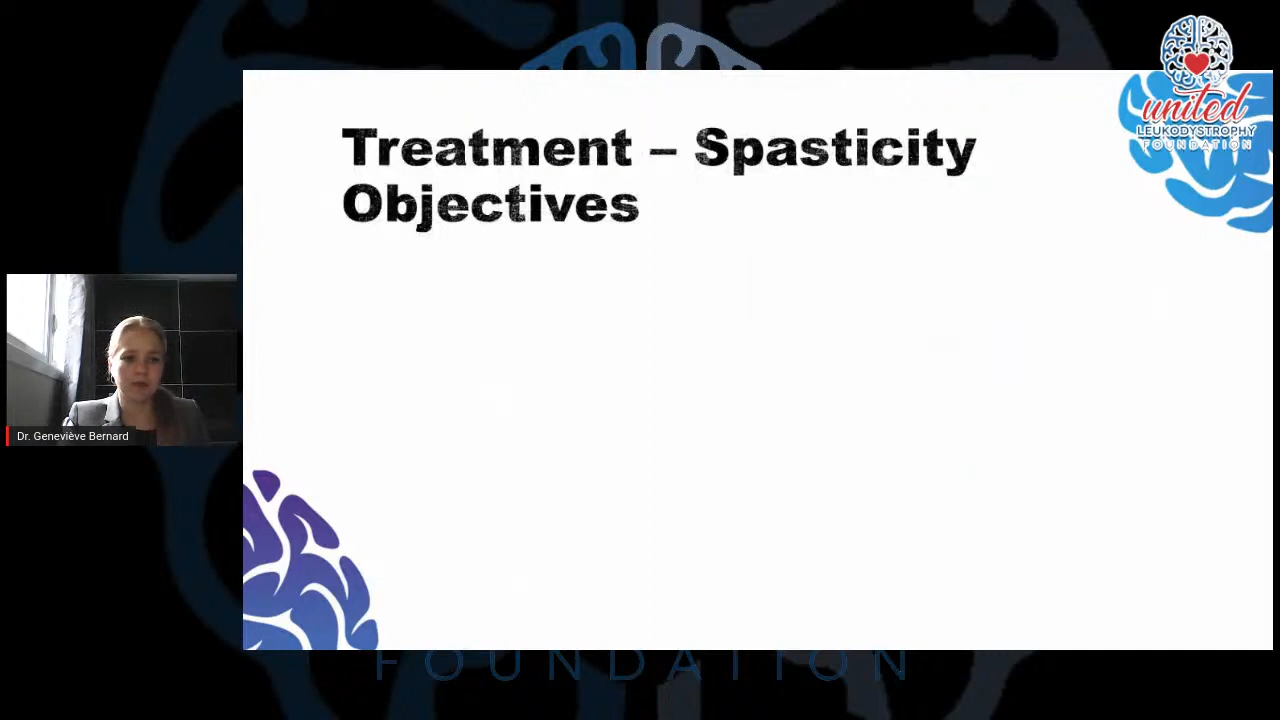 united
LEUKODYSTROPHY
FOUNDATION
Treatment – Spasticity
Objectives
Dr. Geneviève Bernard
FOUNDATION